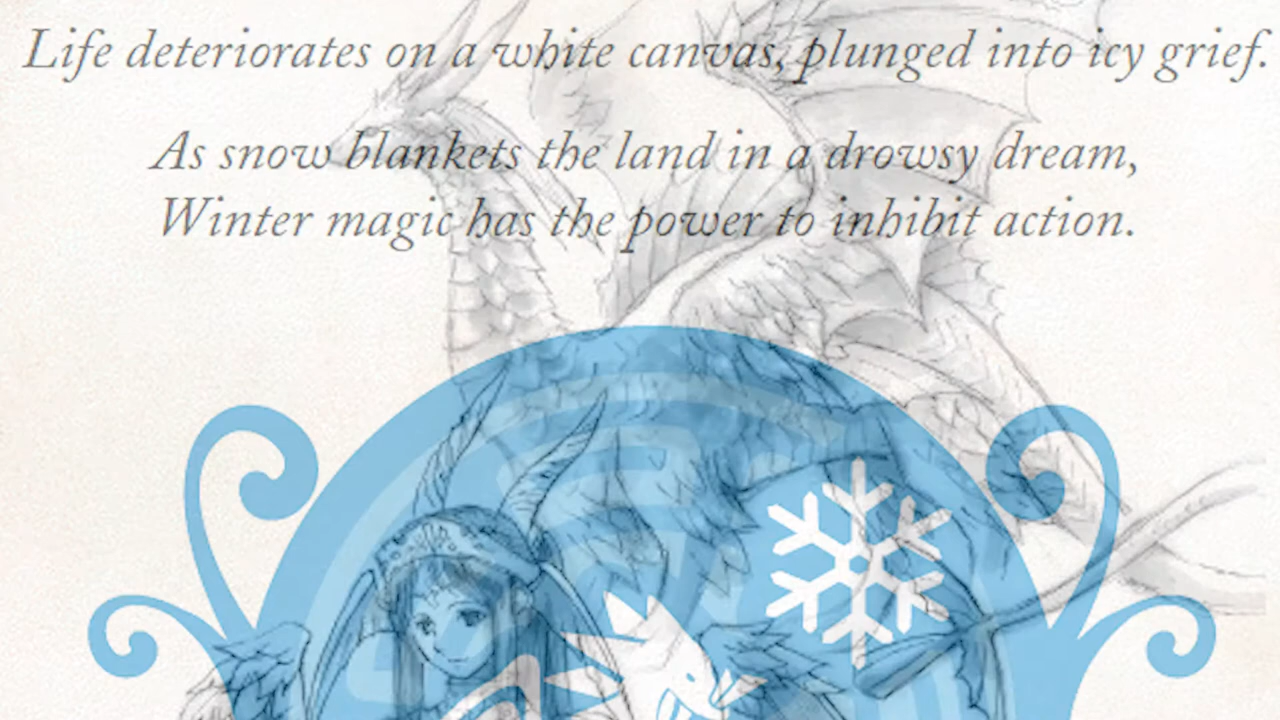 Life deteriorates on a white canvas, plunged into icy grief.
As snow blankets the land in a drowsy dream,
Winter magic has the power to inhibit action.